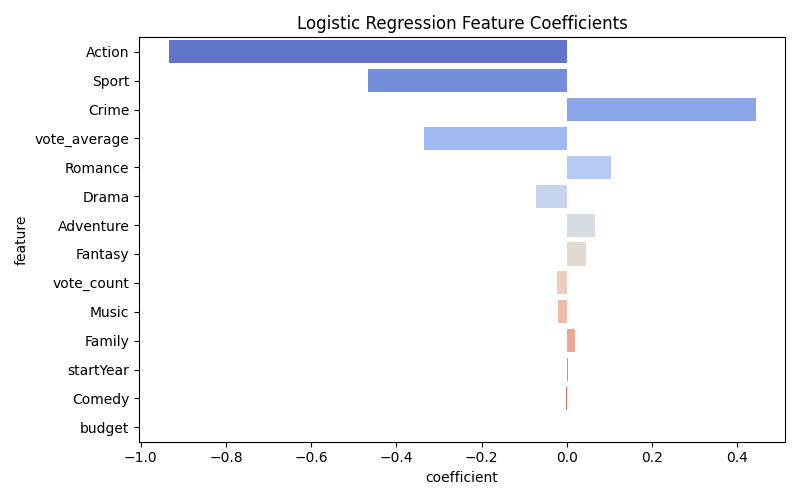 Logistic Regression Feature Coefficients
feature
Action
Sport
Crime
vote_average
Romance
Drama
Adventure
Fantasy
vote_count
Music
Family
startYear
Comedy
budget
−1.0 −0.8 −0.6 −0.4 −0.2 0.0 0.2 0.4
coefficient